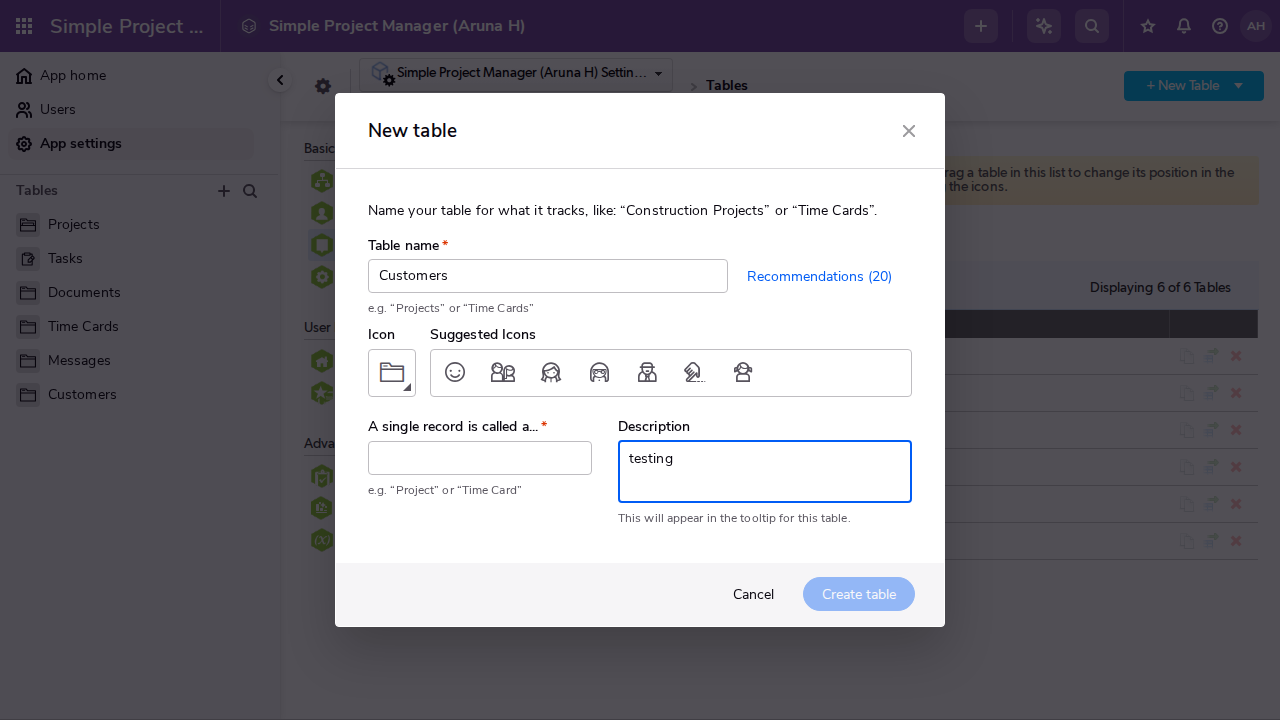 Simple Project ...
Simple Project Manager (Aruna H)
AH
App home
Users
App settings
Tables
Projects
Tasks
Documents
Time Cards
Messages
Customers
Simple Project Manager (Aruna H) Settin...
Tables
+ New Table
Basic
rag a table in this list to change its position in the
the icons.
Displaying 6 of 6 Tables
User
Adva
New table
Name your table for what it tracks, like: “Construction Projects” or “Time Cards”.
Table name *
Customers
Recommendations (20)
e.g. “Projects” or “Time Cards”
Icon
Suggested Icons
A single record is called a... *
Description
testing
e.g. “Project” or “Time Card”
This will appear in the tooltip for this table.
Cancel
Create table